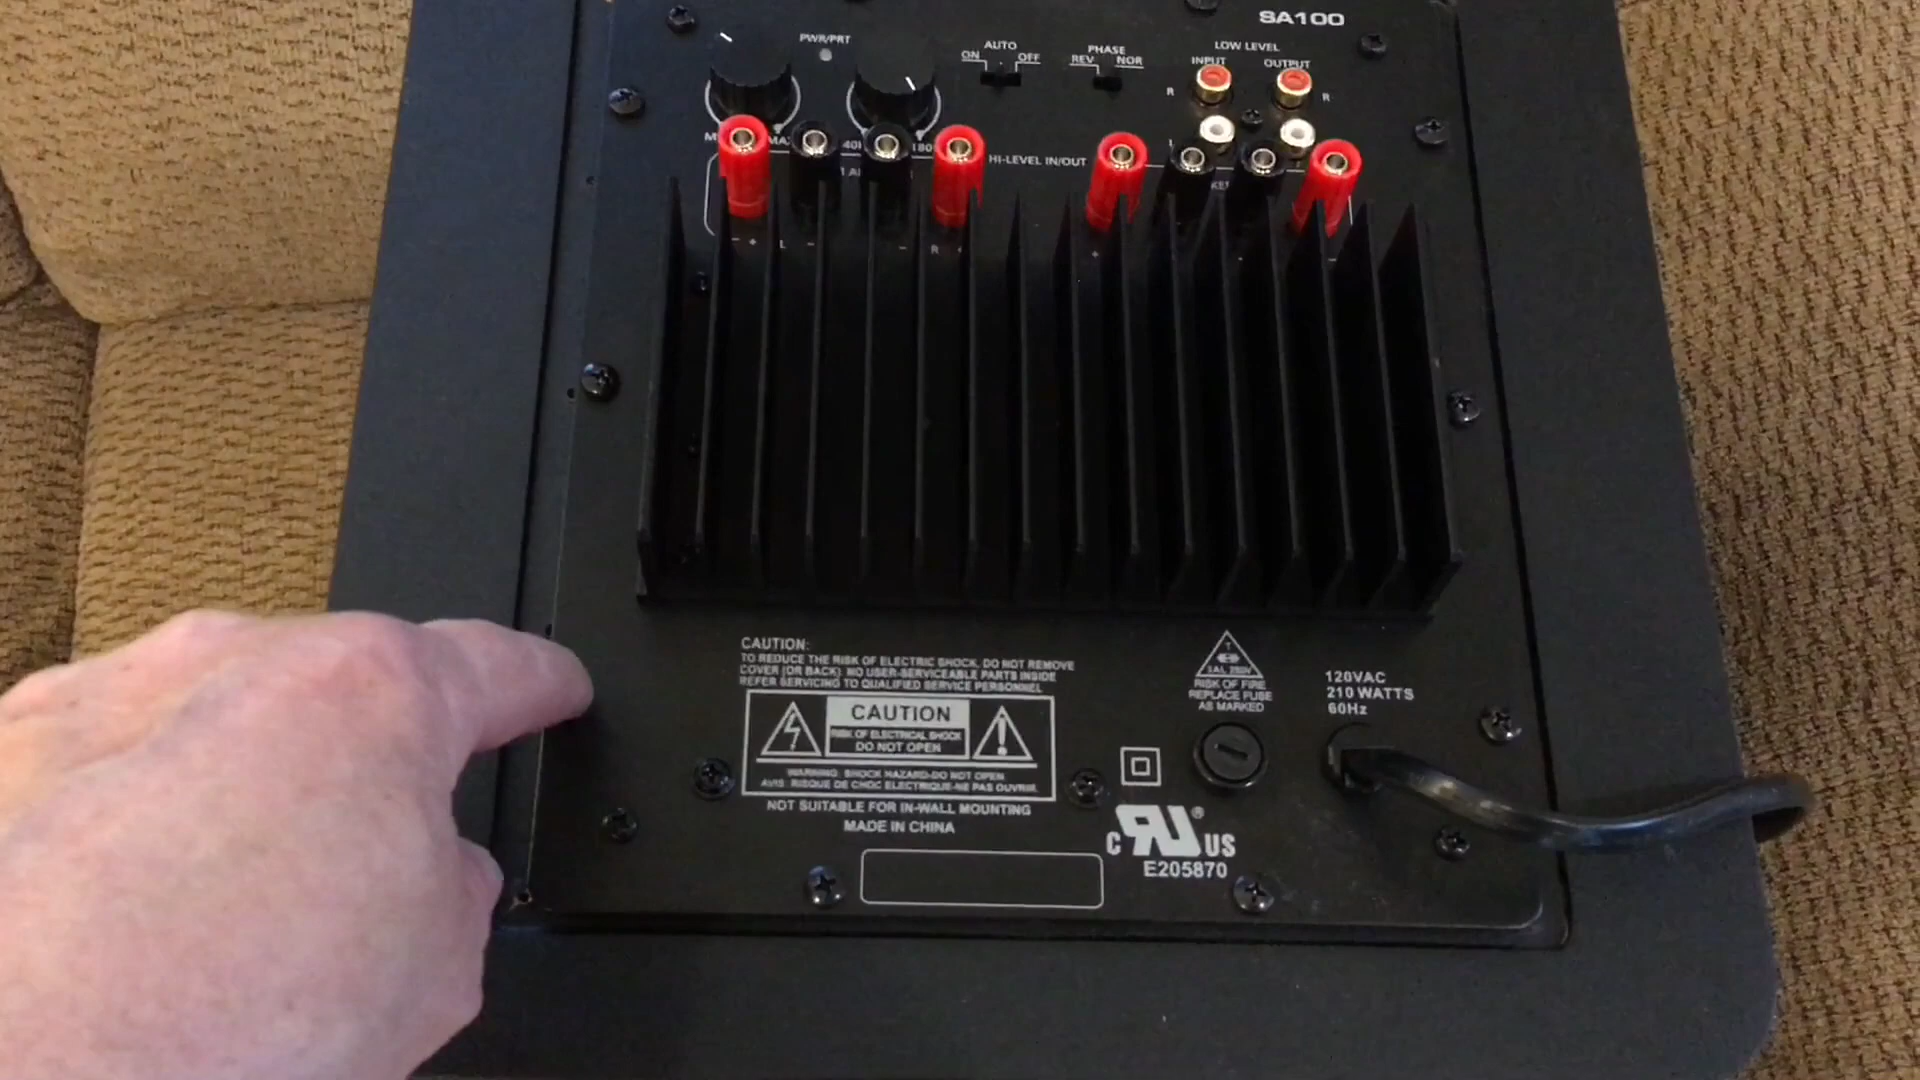 SA100
PWR/PRT
AUTO
ON OFF
PHASE
REV NOR
LOW LEVEL
INPUT OUTPUT
R R
HI-LEVEL IN/OUT
- + L - - R +
+ - -
CAUTION:
TO REDUCE THE RISK OF ELECTRIC SHOCK, DO NOT REMOVE
COVER (OR BACK). NO USER-SERVICEABLE PARTS INSIDE
REFER SERVICING TO QUALIFIED SERVICE PERSONNEL
CAUTION
RISK OF ELECTRICAL SHOCK
DO NOT OPEN
WARNING: SHOCK HAZARD-DO NOT OPEN
AVIS: RISQUE DE CHOC ELECTRIQUE-NE PAS OUVRIR.
NOT SUITABLE FOR IN-WALL MOUNTING
MADE IN CHINA
T
RISK OF FIRE
REPLACE FUSE
AS MARKED
120VAC
210 WATTS
60Hz
C RU ® US
E205870